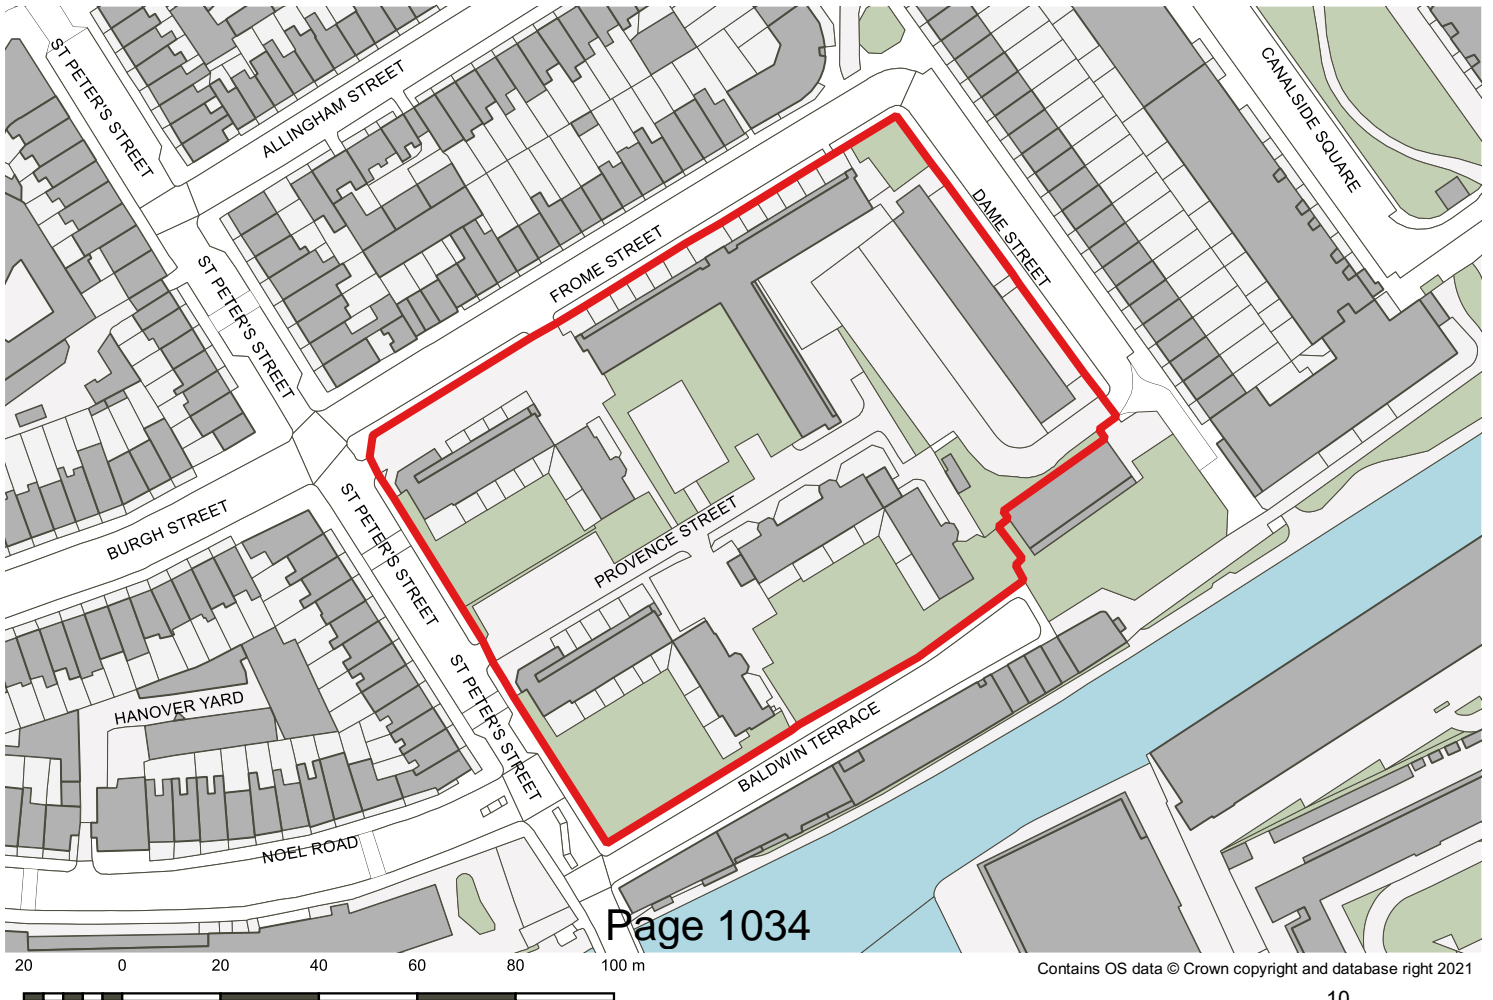 ST PETER'S STREET
ALLINGHAM STREET
CANALSIDE SQUARE
DAME STREET
FROME STREET
ST PETER'S STREET
BURGH STREET
ST PETER'S STREET
PROVENCE STREET
HANOVER YARD
ST PETER'S STREET
BALDWIN TERRACE
NOEL ROAD
Page 1034
20 0 20 40 60 80 100 m
Contains OS data © Crown copyright and database right 2021
10